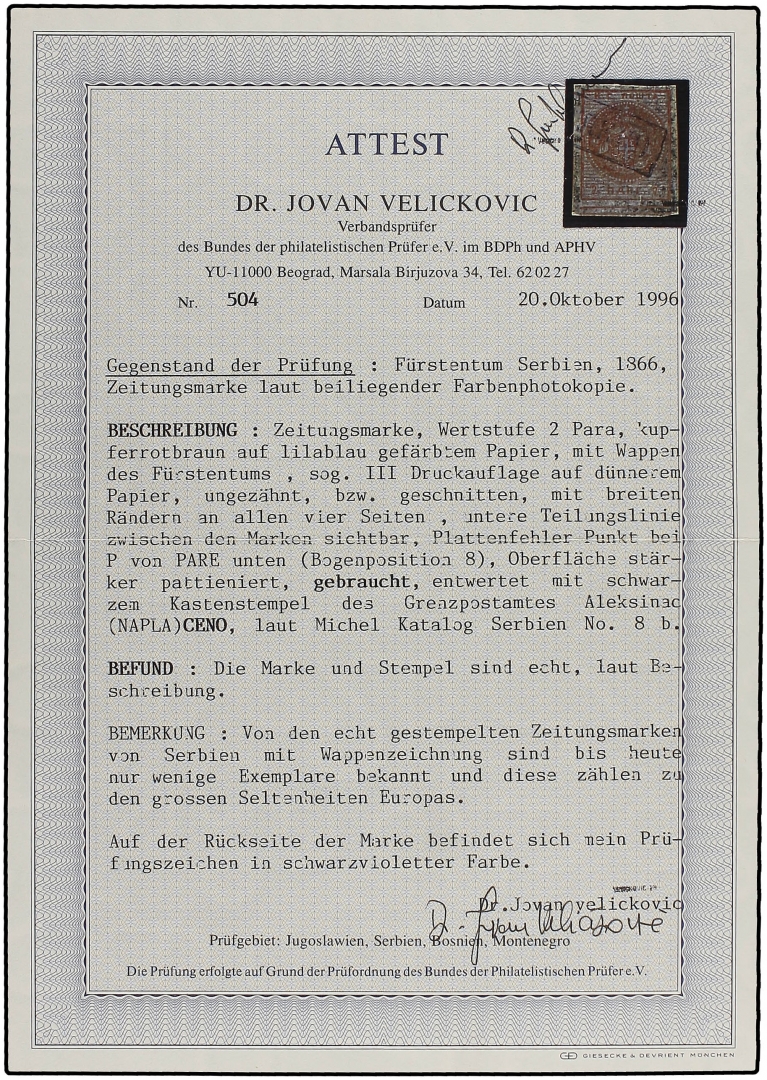 ATTEST
DR. JOVAN VELICKOVIC
Verbandsprüfer
des Bundes der philatelistischen Prüfer e.V. im BDPh und APHV
YU-11000 Beograd, Marsala Birjuzova 34, Tel. 62 02 27
Nr. 504 Datum 20.Oktober 1996
Gegenstand der Prüfung : Fürstentum Serbien, 1866,
Zeitungsmarke laut beiliegender Farbenphotokopie.
BESCHREIBUNG : Zeitungsmarke, Wertstufe 2 Para, kup-
ferrotbraun auf lilablau gefärbtem Papier, mit Wappen
des Fürstentums , sog. III Druckauflage auf dünnerem
Papier, ungezähnt, bzw. geschnitten, mit breiten
Rändern an allen vier Seiten , untere Teilungslinie
zwischen den Marken sichtbar, Plattenfehler Punkt bei
P von PARE unten (Bogenposition 8), Oberfläche stär-
ker pattieniert, gebraucht, entwertet mit schwar-
zem Kastenstempel des Grenzpostamtes Aleksinac
(NAPLA)CENO, laut Michel Katalog Serbien No. 8 b.
BEFUND : Die Marke und Stempel sind echt, laut Be-
schreibung.
BEMERKUNG : Von den echt gestempelten Zeitungsmarken
von Serbien mit Wappenzeichnung sind bis heute
nur wenige Exemplare bekannt und diese zählen zu
den grossen Seltenheiten Europas.
Auf der Rückseite der Marke befindet sich mein Prü-
fungszeichen in schwarzvioletter Farbe.
Dr.Jovan velickovic
Prüfgebiet: Jugoslawien, Serbien, Bosnien, Montenegro
Die Prüfung erfolgte auf Grund der Prüfordnung des Bundes der Philatelistischen Prüfer e.V.
GD GIESECKE & DEVRIENT MÜNCHEN